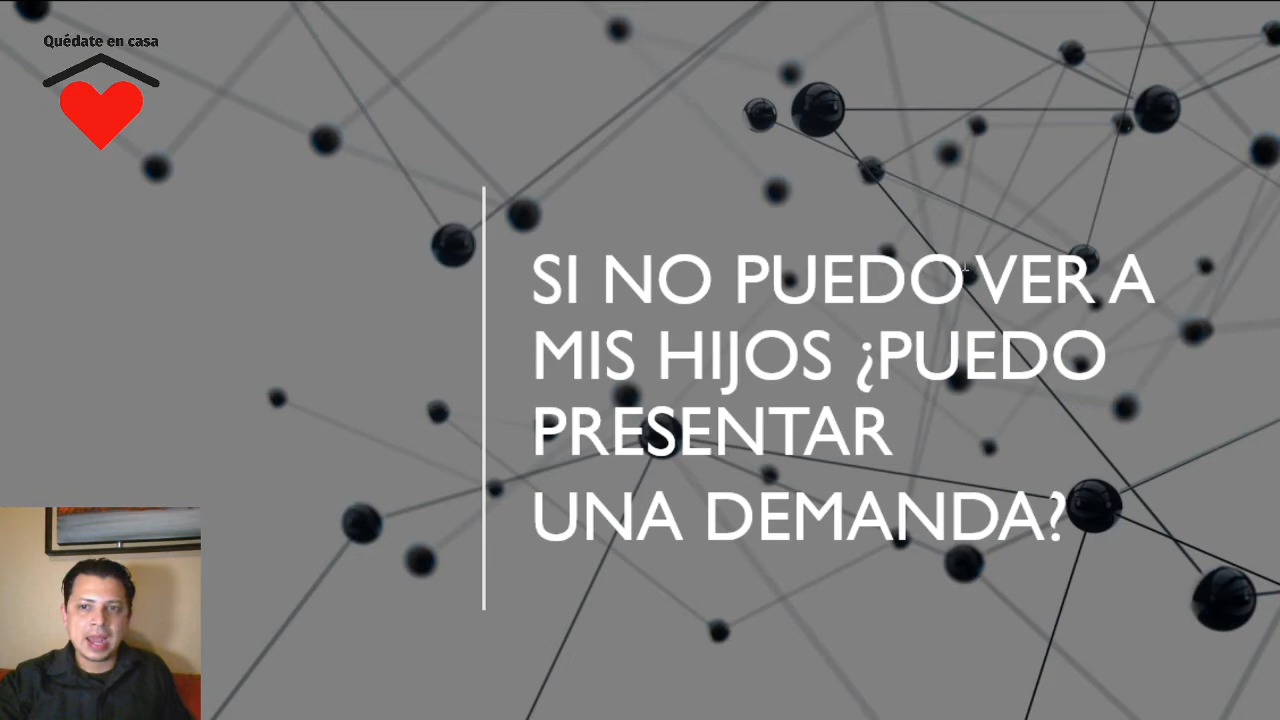 Quédate en casa
SI NO PUEDO VER A
MIS HIJOS ¿PUEDO
PRESENTAR
UNA DEMANDA?